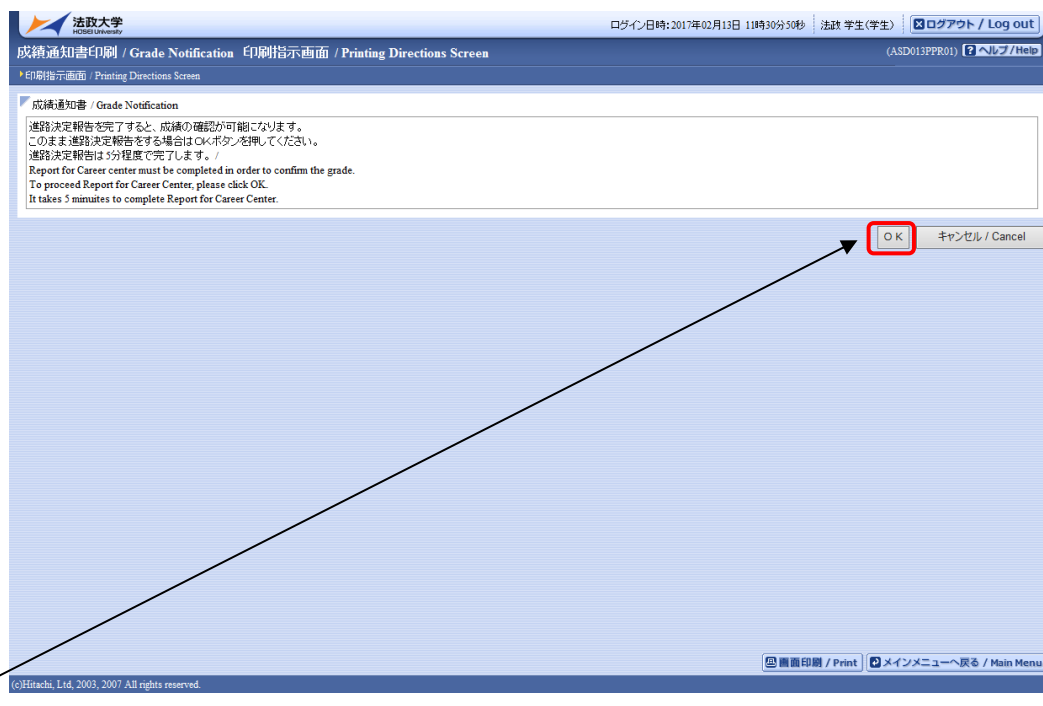 法政大学
HOSEI University
ログイン日時:2017年02月13日 11時30分50秒
法政 学生(学生)
ログアウト / Log out
成績通知書印刷 / Grade Notification 印刷指示画面 / Printing Directions Screen
(ASD013PPR01)
ヘルプ/Help
印刷指示画面 / Printing Directions Screen
成績通知書 / Grade Notification
進路決定報告を完了すると、成績の確認が可能になります。
このまま進路決定報告をする場合はOKボタンを押してください。
進路決定報告は5分程度で完了します。/
Report for Career center must be completed in order to confirm the grade.
To proceed Report for Career Center, please click OK.
It takes 5 minuites to complete Report for Career Center.
OK
キャンセル / Cancel
画面印刷 / Print
メインメニューへ戻る / Main Menu
(c)Hitachi, Ltd, 2003, 2007 All rights reserved.